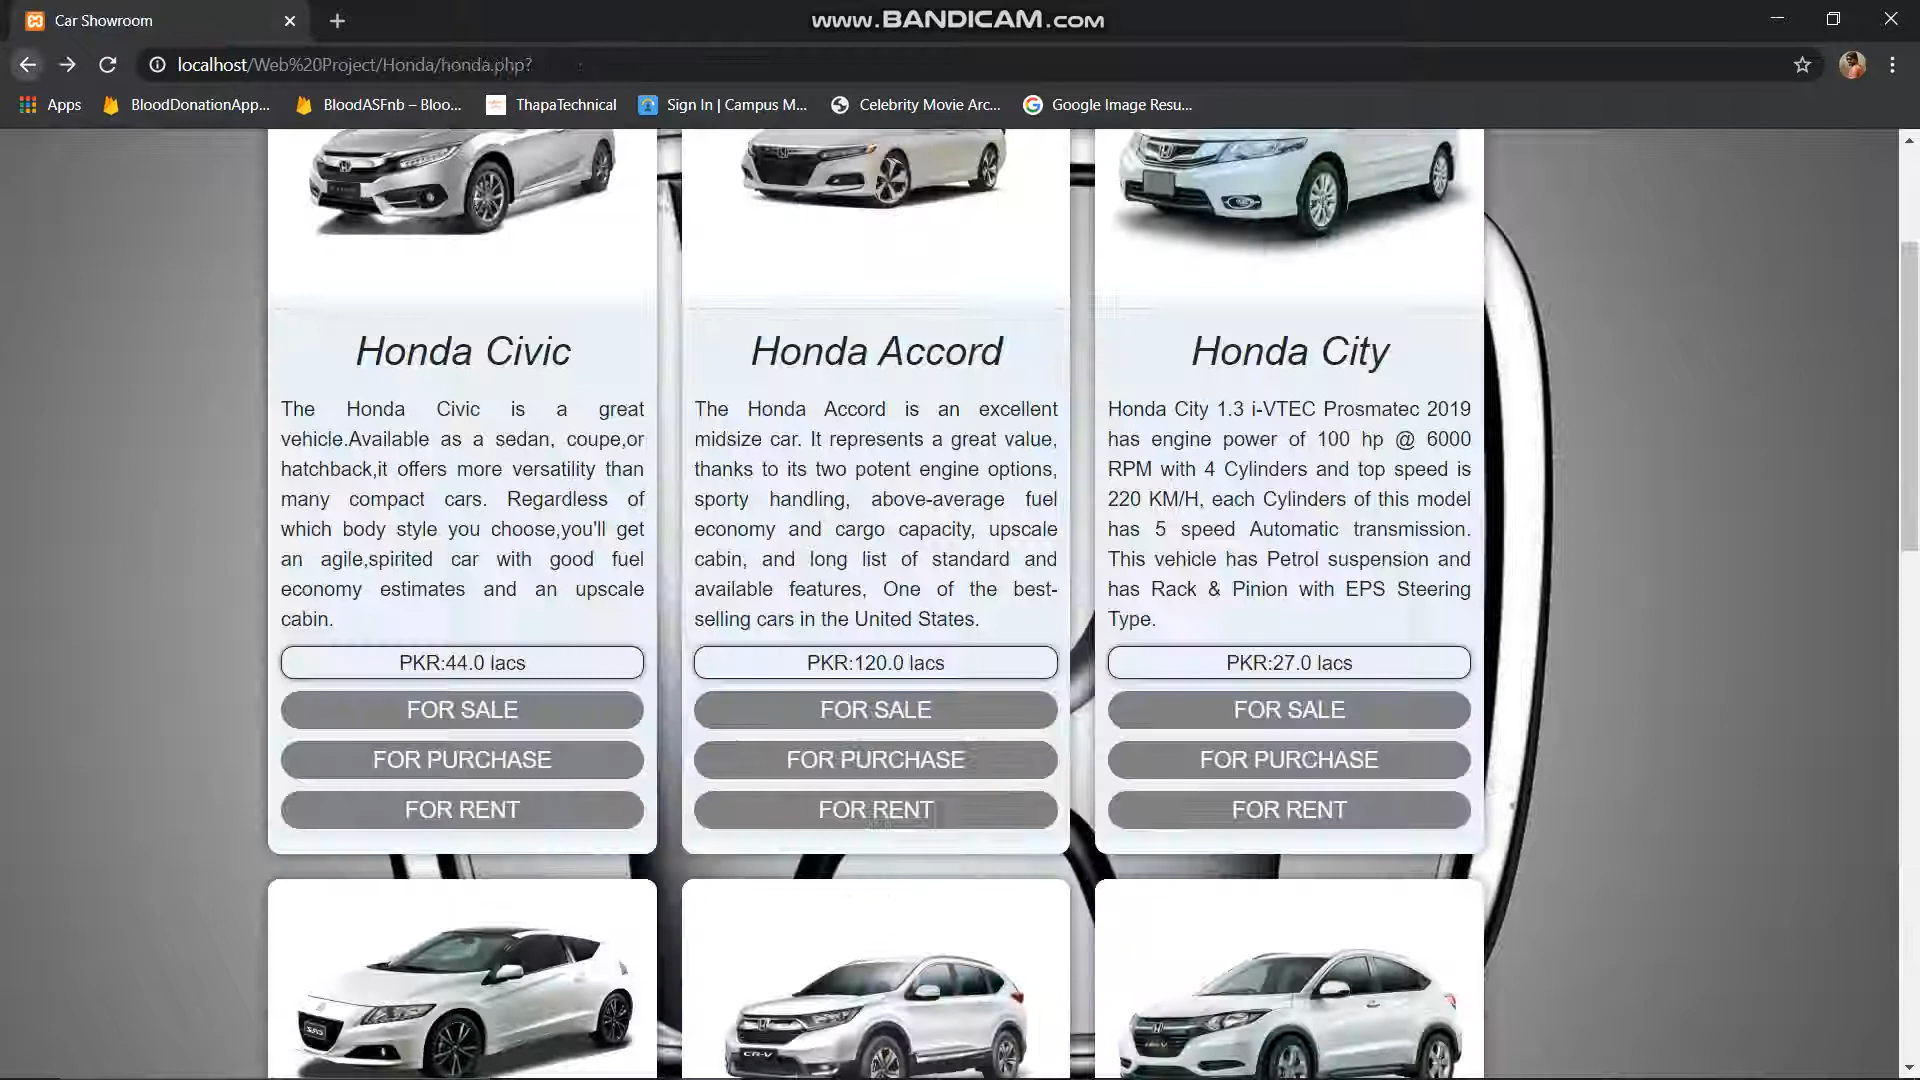 Car Showroom
www.BANDICAM.com
localhost/Web%20Project/Honda/honda.php?
Apps
BloodDonationApp...
BloodASFnb – Bloo...
ThapaTechnical
Sign In | Campus M...
Celebrity Movie Arc...
Google Image Resu...
Honda Civic
The Honda Civic is a great
vehicle.Available as a sedan, coupe,or
hatchback,it offers more versatility than
many compact cars. Regardless of
which body style you choose,you'll get
an agile,spirited car with good fuel
economy estimates and an upscale
cabin.
PKR:44.0 lacs
FOR SALE
FOR PURCHASE
FOR RENT
Honda Accord
The Honda Accord is an excellent
midsize car. It represents a great value,
thanks to its two potent engine options,
sporty handling, above-average fuel
economy and cargo capacity, upscale
cabin, and long list of standard and
available features, One of the best-
selling cars in the United States.
PKR:120.0 lacs
FOR SALE
FOR PURCHASE
FOR RENT
Honda City
Honda City 1.3 i-VTEC Prosmatec 2019
has engine power of 100 hp @ 6000
RPM with 4 Cylinders and top speed is
220 KM/H, each Cylinders of this model
has 5 speed Automatic transmission.
This vehicle has Petrol suspension and
has Rack & Pinion with EPS Steering
Type.
PKR:27.0 lacs
FOR SALE
FOR PURCHASE
FOR RENT
CR-V